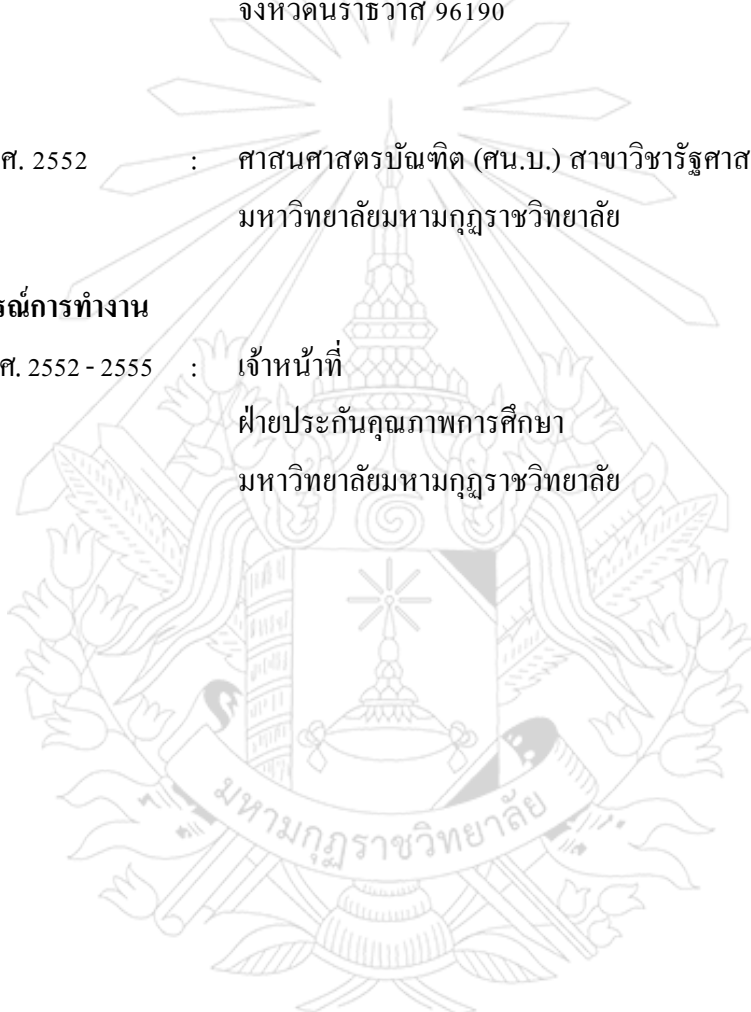 จังหวัดนราธิวาส 96190
ศ. 2552 : ศาสนศาสตรบัณฑิต (ศน.บ.) สาขาวิชารัฐศาส
มหาวิทยาลัยมหามกุฏราชวิทยาลัย
รณ์การทำงาน
ศ. 2552 - 2555 : เจ้าหน้าที่
ฝ่ายประกันคุณภาพการศึกษา
มหาวิทยาลัยมหามกุฏราชวิทยาลัย
มหามกุฏราชวิทยาลัย